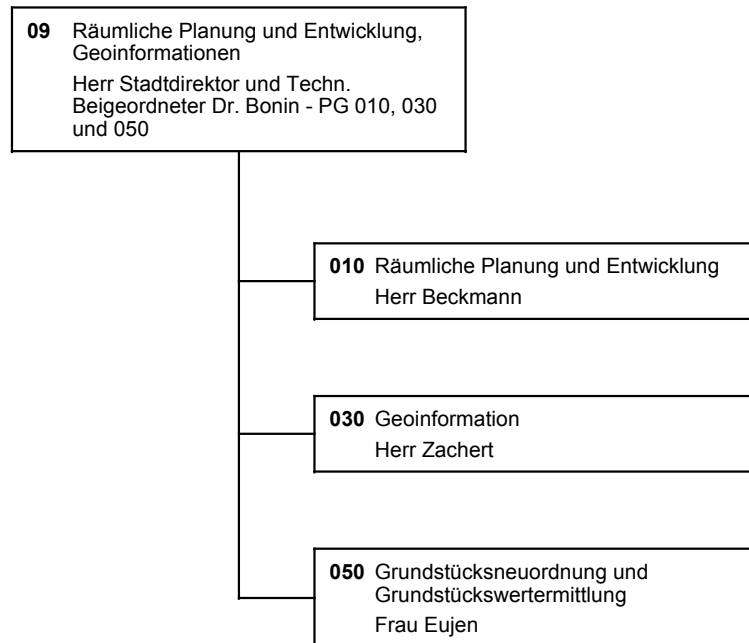 09 Räumliche Planung und Entwicklung,
Geoinformationen
Herr Stadtdirektor und Techn.
Beigeordneter Dr. Bonin - PG 010, 030
und 050
010 Räumliche Planung und Entwicklung
Herr Beckmann
030 Geoinformation
Herr Zachert
050 Grundstücksneuordnung und
Grundstückswertermittlung
Frau Eujen